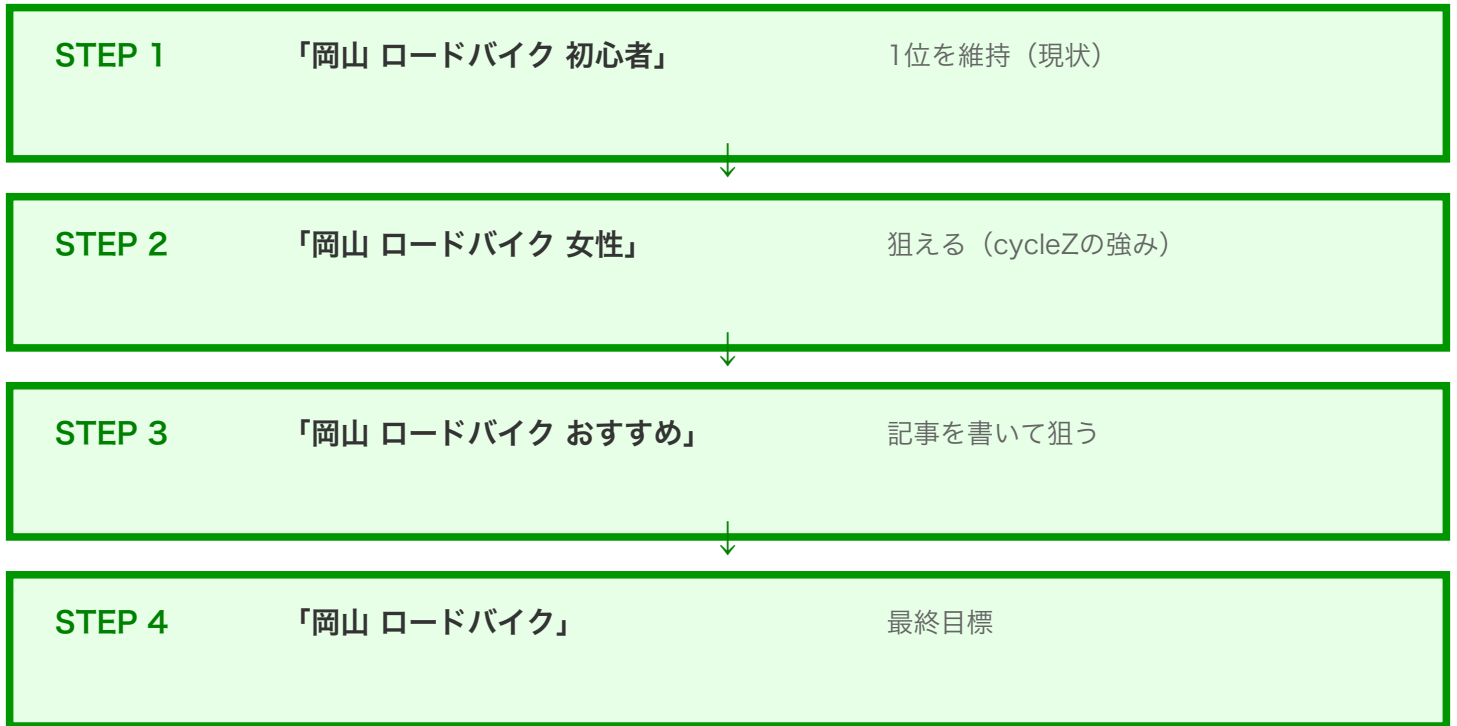 STEP 1 「岡山 ロードバイク 初心者」 1位を維持（現状）
↓
STEP 2 「岡山 ロードバイク 女性」 狙える（cycleZの強み）
↓
STEP 3 「岡山 ロードバイク おすすめ」 記事を書いて狙う
↓
STEP 4 「岡山 ロードバイク」 最終目標